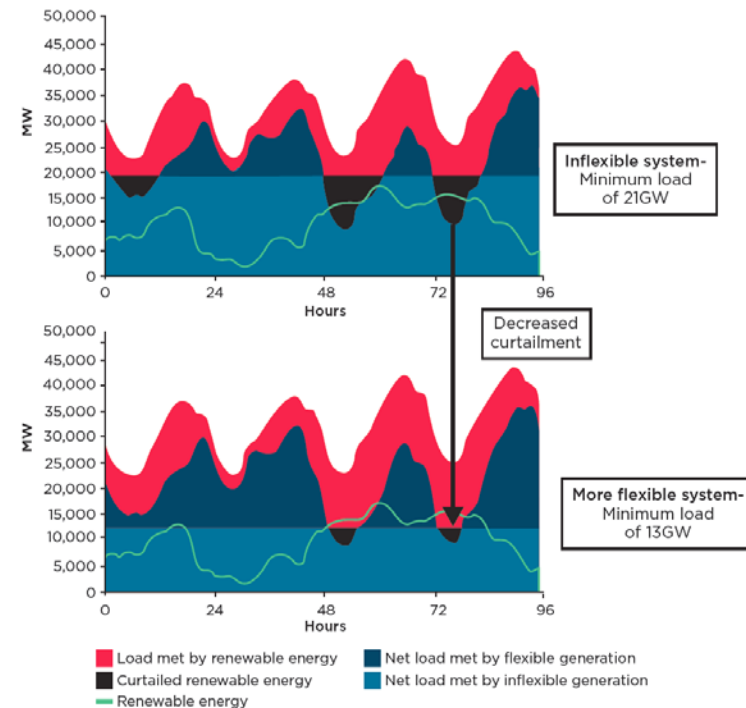 50,000
45,000
40,000
35,000
30,000
25,000
20,000
15,000
10,000
5,000
0
MW
0 24 48 72 96
Hours
Inflexible system-
Minimum load
of 21GW
Decreased
curtailment
50,000
45,000
40,000
35,000
30,000
25,000
20,000
15,000
10,000
5,000
0
MW
0 24 48 72 96
Hours
More flexible system-
Minimum load
of 13GW
Load met by renewable energy
Net load met by flexible generation
Curtailed renewable energy
Net load met by inflexible generation
Renewable energy